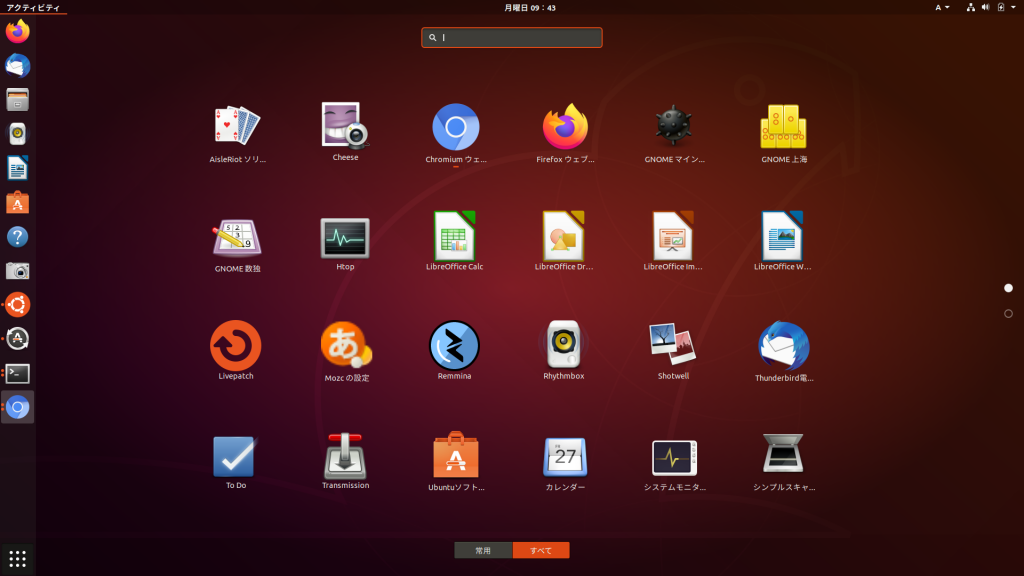 アクティビティ
月曜日 09：43
A
AisleRiot ソリ...
Cheese
Chromium ウェ...
Firefox ウェブ...
GNOME マイン...
GNOME 上海
GNOME 数独
Htop
LibreOffice Calc
LibreOffice Dr...
LibreOffice Im...
LibreOffice W...
Livepatch
あ
Mozc の設定
Remmina
Rhythmbox
Shotwell
Thunderbird電...
To Do
Transmission
Ubuntuソフト...
27
カレンダー
システムモニタ...
シンプルスキャ...
常用
すべて